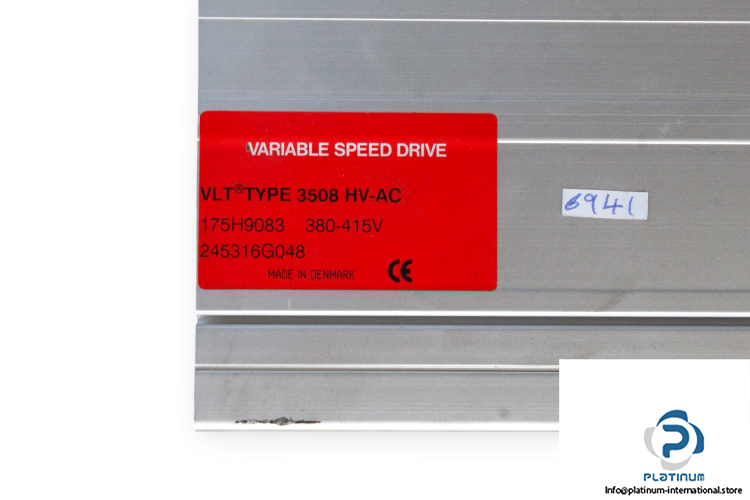 VARIABLE SPEED DRIVE
VLT® TYPE 3508 HV-AC
175H9083 380-415V
245316G048
MADE IN DENMARK CE
6941
PLATINUM
Info@platinum-international.store